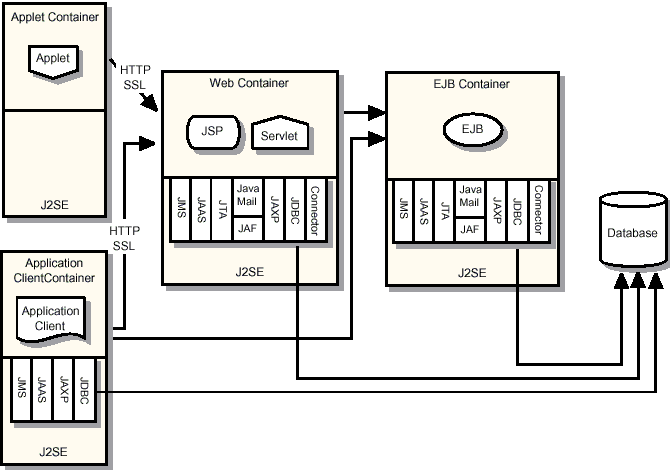 Applet Container
Applet
J2SE
HTTP
SSL
Web Container
JSP
Servlet
JMS
JAAS
JTA
Java
Mail
JAF
JAXP
JDBC
Connector
J2SE
EJB Container
EJB
JMS
JAAS
JTA
Java
Mail
JAF
JAXP
JDBC
Connector
J2SE
Database
HTTP
SSL
Application
ClientContainer
Application
Client
JMS
JAAS
JAXP
JDBC
J2SE